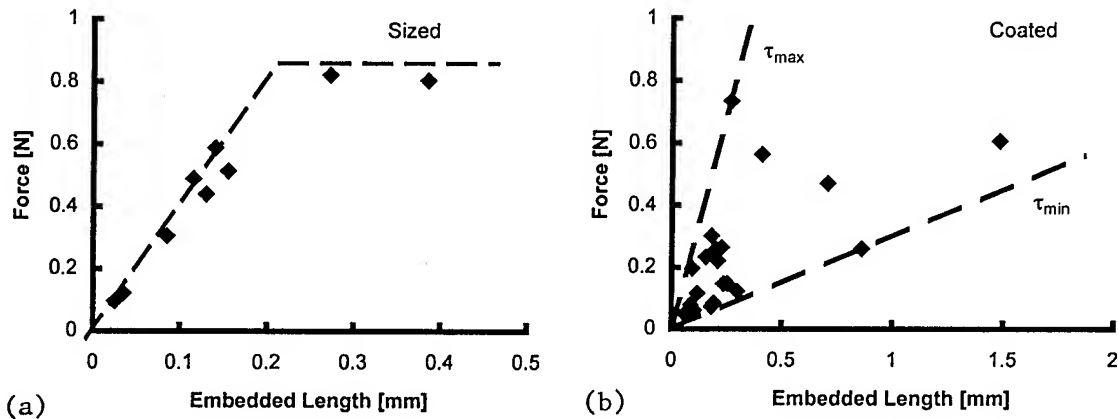 Sized
Force [N]
1
0.8
0.6
0.4
0.2
0
0 0.1 0.2 0.3 0.4 0.5
(a) Embedded Length [mm]
Coated
τmax
τmin
Force [N]
1
0.8
0.6
0.4
0.2
0
0 0.5 1 1.5 2
(b) Embedded Length [mm]